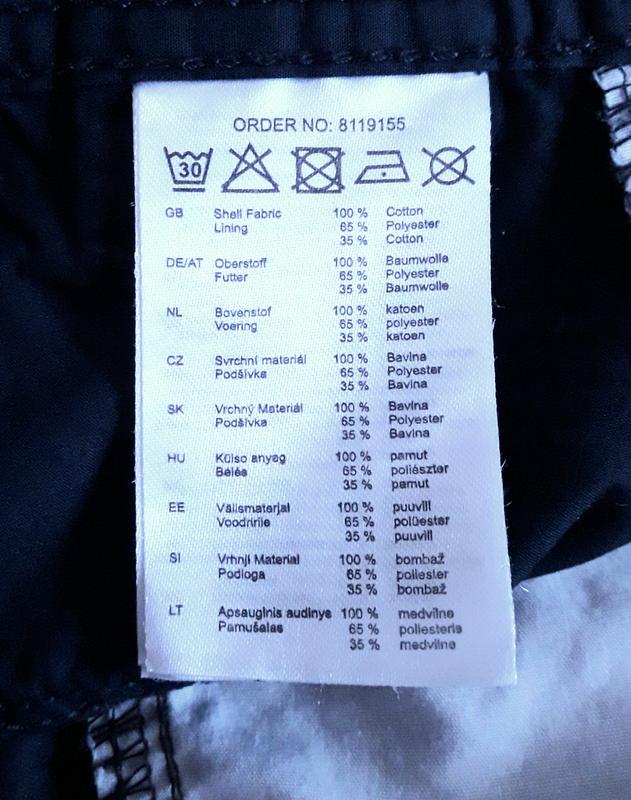 ORDER NO: 8119155
30
GB Shell Fabric 100 % Cotton
Lining 65 % Polyester
35 % Cotton
DE/AT Oberstoff 100 % Baumwolle
Futter 65 % Polyester
35 % Baumwolle
NL Bovenstof 100 % katoen
Voering 65 % polyester
35 % katoen
CZ Svrchní materiál 100 % Bavlna
Podšívka 65 % Polyester
35 % Bavlna
SK Vrchný Materiál 100 % Bavlna
Podšívka 65 % Polyester
35 % Bavlna
HU Külső anyag 100 % pamut
Bélés 65 % poliészter
35 % pamut
EE Välismaterjal 100 % puuvill
Voodririie 65 % polüester
35 % puuvill
SI Vrhnji Material 100 % bombaž
Podloga 65 % poliester
35 % bombaž
LT Apsauginis audinys 100 % medvilnė
Pamušalas 65 % poliesteris
35 % medvilnė